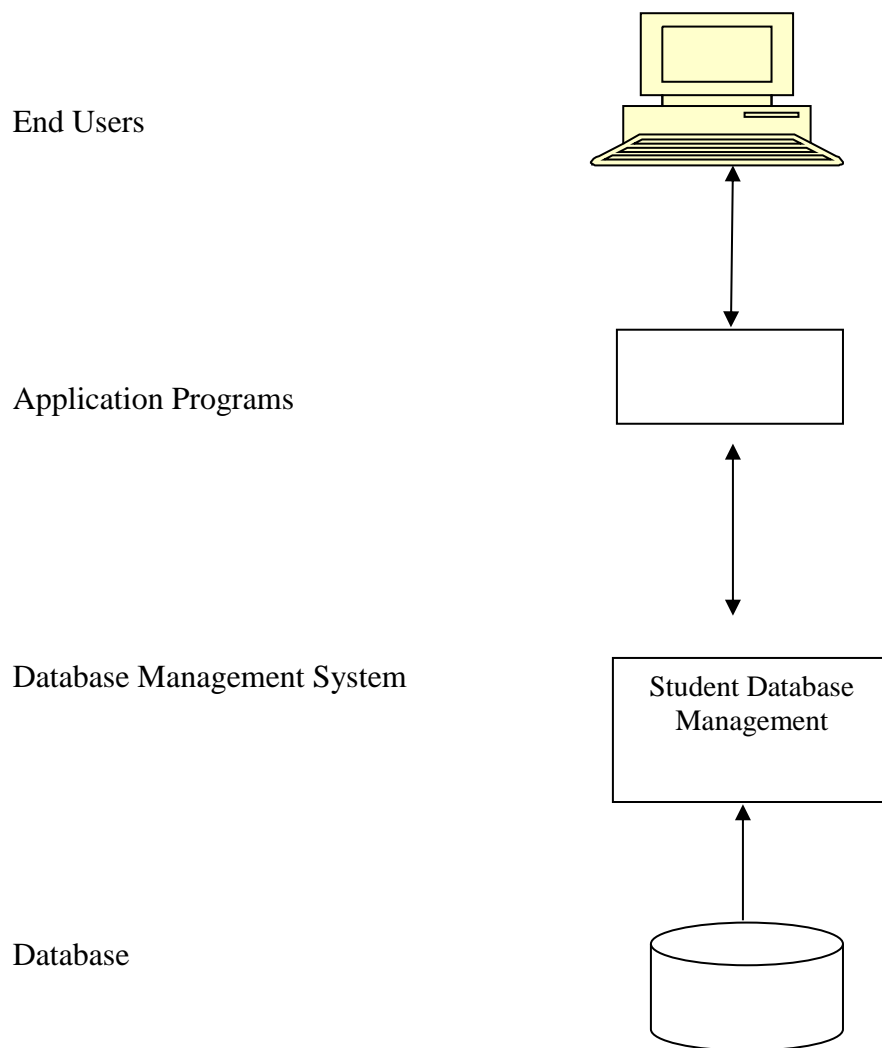 End Users
Application Programs
Database Management System
Student Database
Management
Database